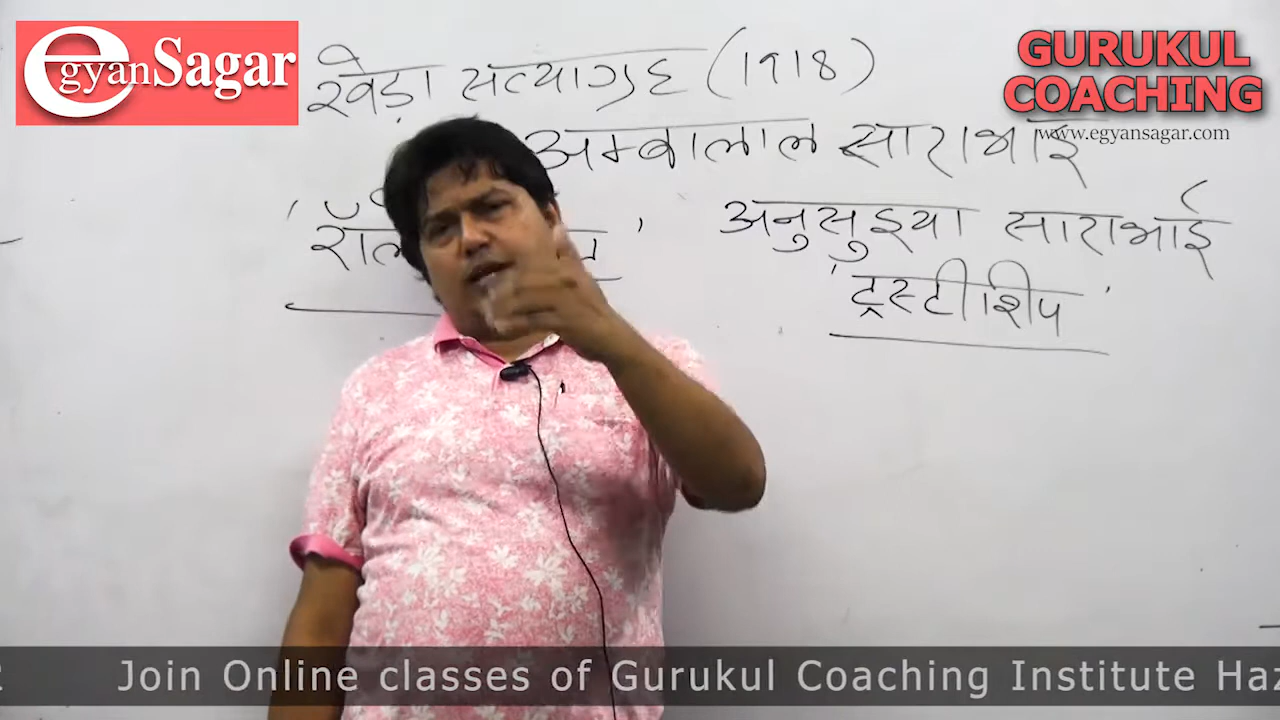 egyanSagar
GURUKUL
COACHING
www.egyansagar.com
खेड़ा सत्याग्रह (1918)
अम्बालाल साराभाई
अनुसुइया साराभाई
'ट्रस्टीशिप'
Join Online classes of Gurukul Coaching Institute